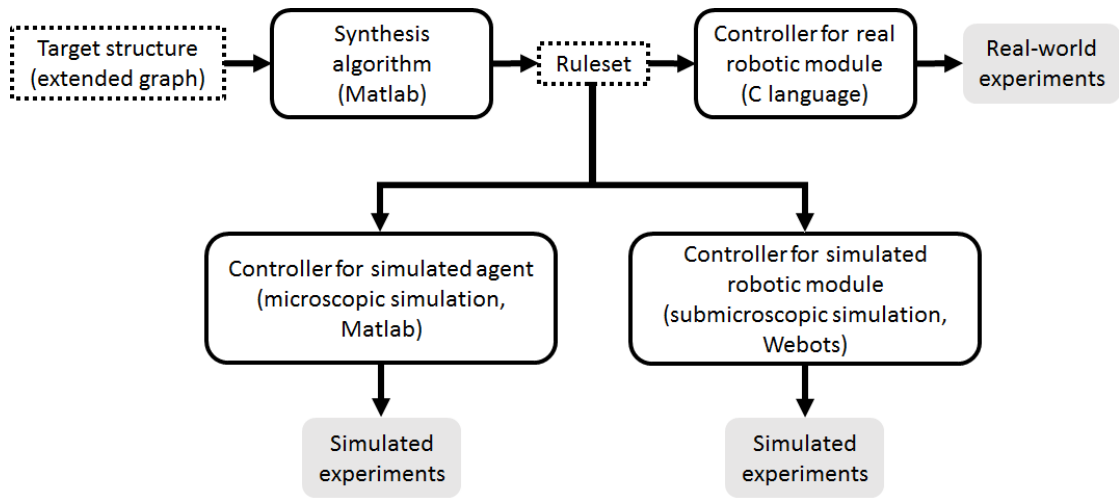 Target structure
(extended graph)
Synthesis
algorithm
(Matlab)
Ruleset
Controller for real
robotic module
(C language)
Real-world
experiments
Controller for simulated agent
(microscopic simulation,
Matlab)
Controller for simulated
robotic module
(submicroscopic simulation,
Webots)
Simulated
experiments
Simulated
experiments